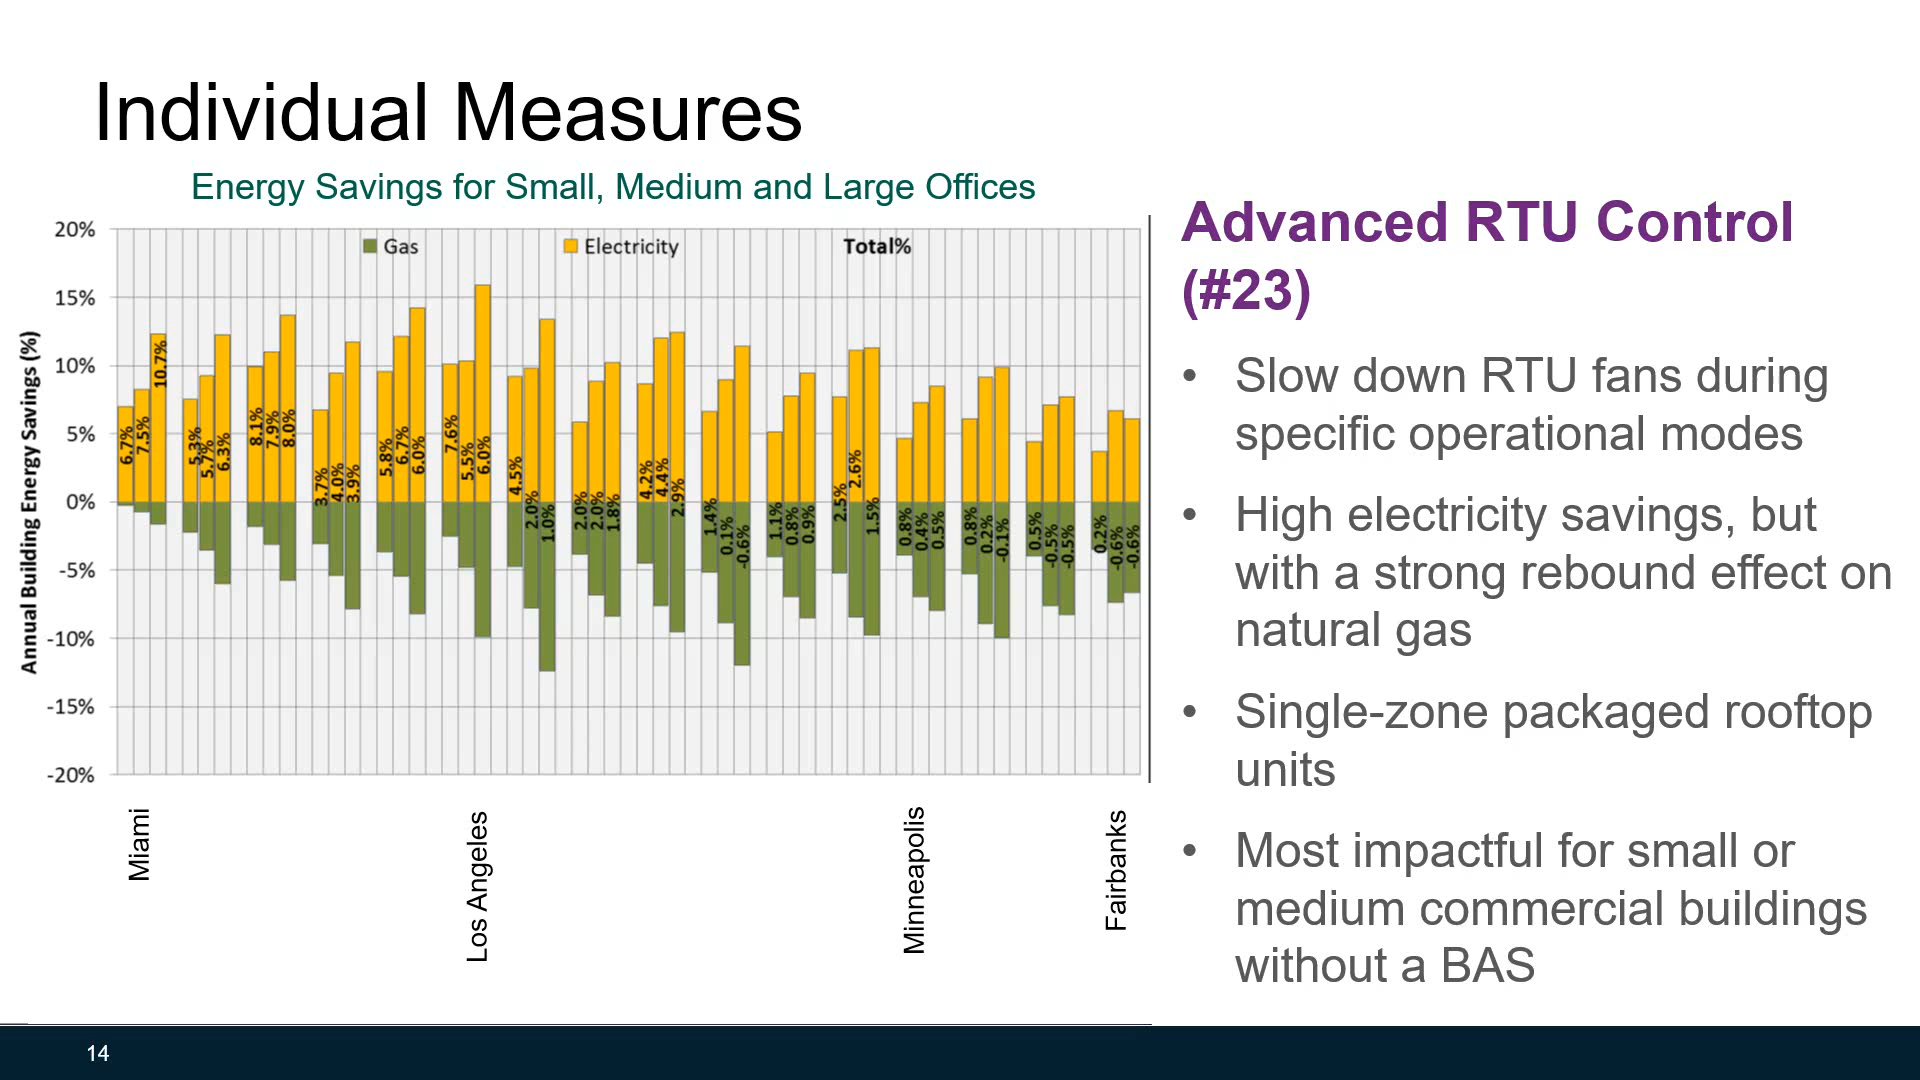 Individual Measures
Energy Savings for Small, Medium and Large Offices
Annual Building Energy Savings (%)
20%
15%
10%
5%
0%
-5%
-10%
-15%
-20%
Gas
Electricity
Total%
6.7%
7.5%
10.7%
5.3%
5.7%
6.3%
8.1%
7.9%
8.0%
3.7%
4.0%
3.9%
5.8%
6.7%
6.0%
7.6%
5.5%
6.0%
4.5%
2.0%
1.0%
2.0%
2.0%
1.8%
4.2%
4.4%
2.9%
1.4%
0.1%
-0.6%
1.1%
0.8%
0.9%
2.5%
2.6%
1.5%
0.8%
0.4%
0.5%
0.8%
0.2%
-0.1%
0.5%
-0.5%
-0.5%
0.2%
-0.6%
-0.6%
Miami
Los Angeles
Minneapolis
Fairbanks
Advanced RTU Control
(#23)
• Slow down RTU fans during
specific operational modes
• High electricity savings, but
with a strong rebound effect on
natural gas
• Single-zone packaged rooftop
units
• Most impactful for small or
medium commercial buildings
without a BAS
14